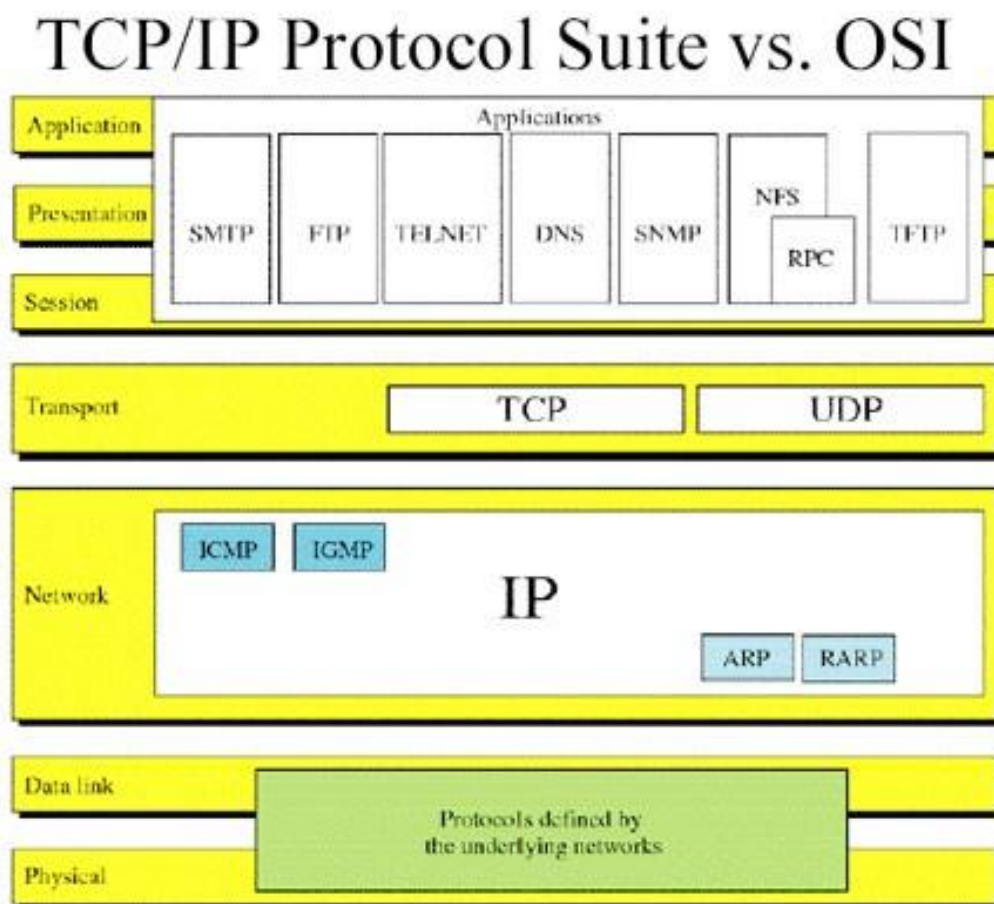 TCP/IP Protocol Suite vs. OSI
Application
Applications
Presentation
SMTP
FTP
TELNET
DNS
SNMP
NFS
RPC
TFTP
Session
Transport
TCP
UDP
Network
ICMP
IGMP
IP
ARP
RARP
Data link
Protocols defined by
the underlying networks
Physical